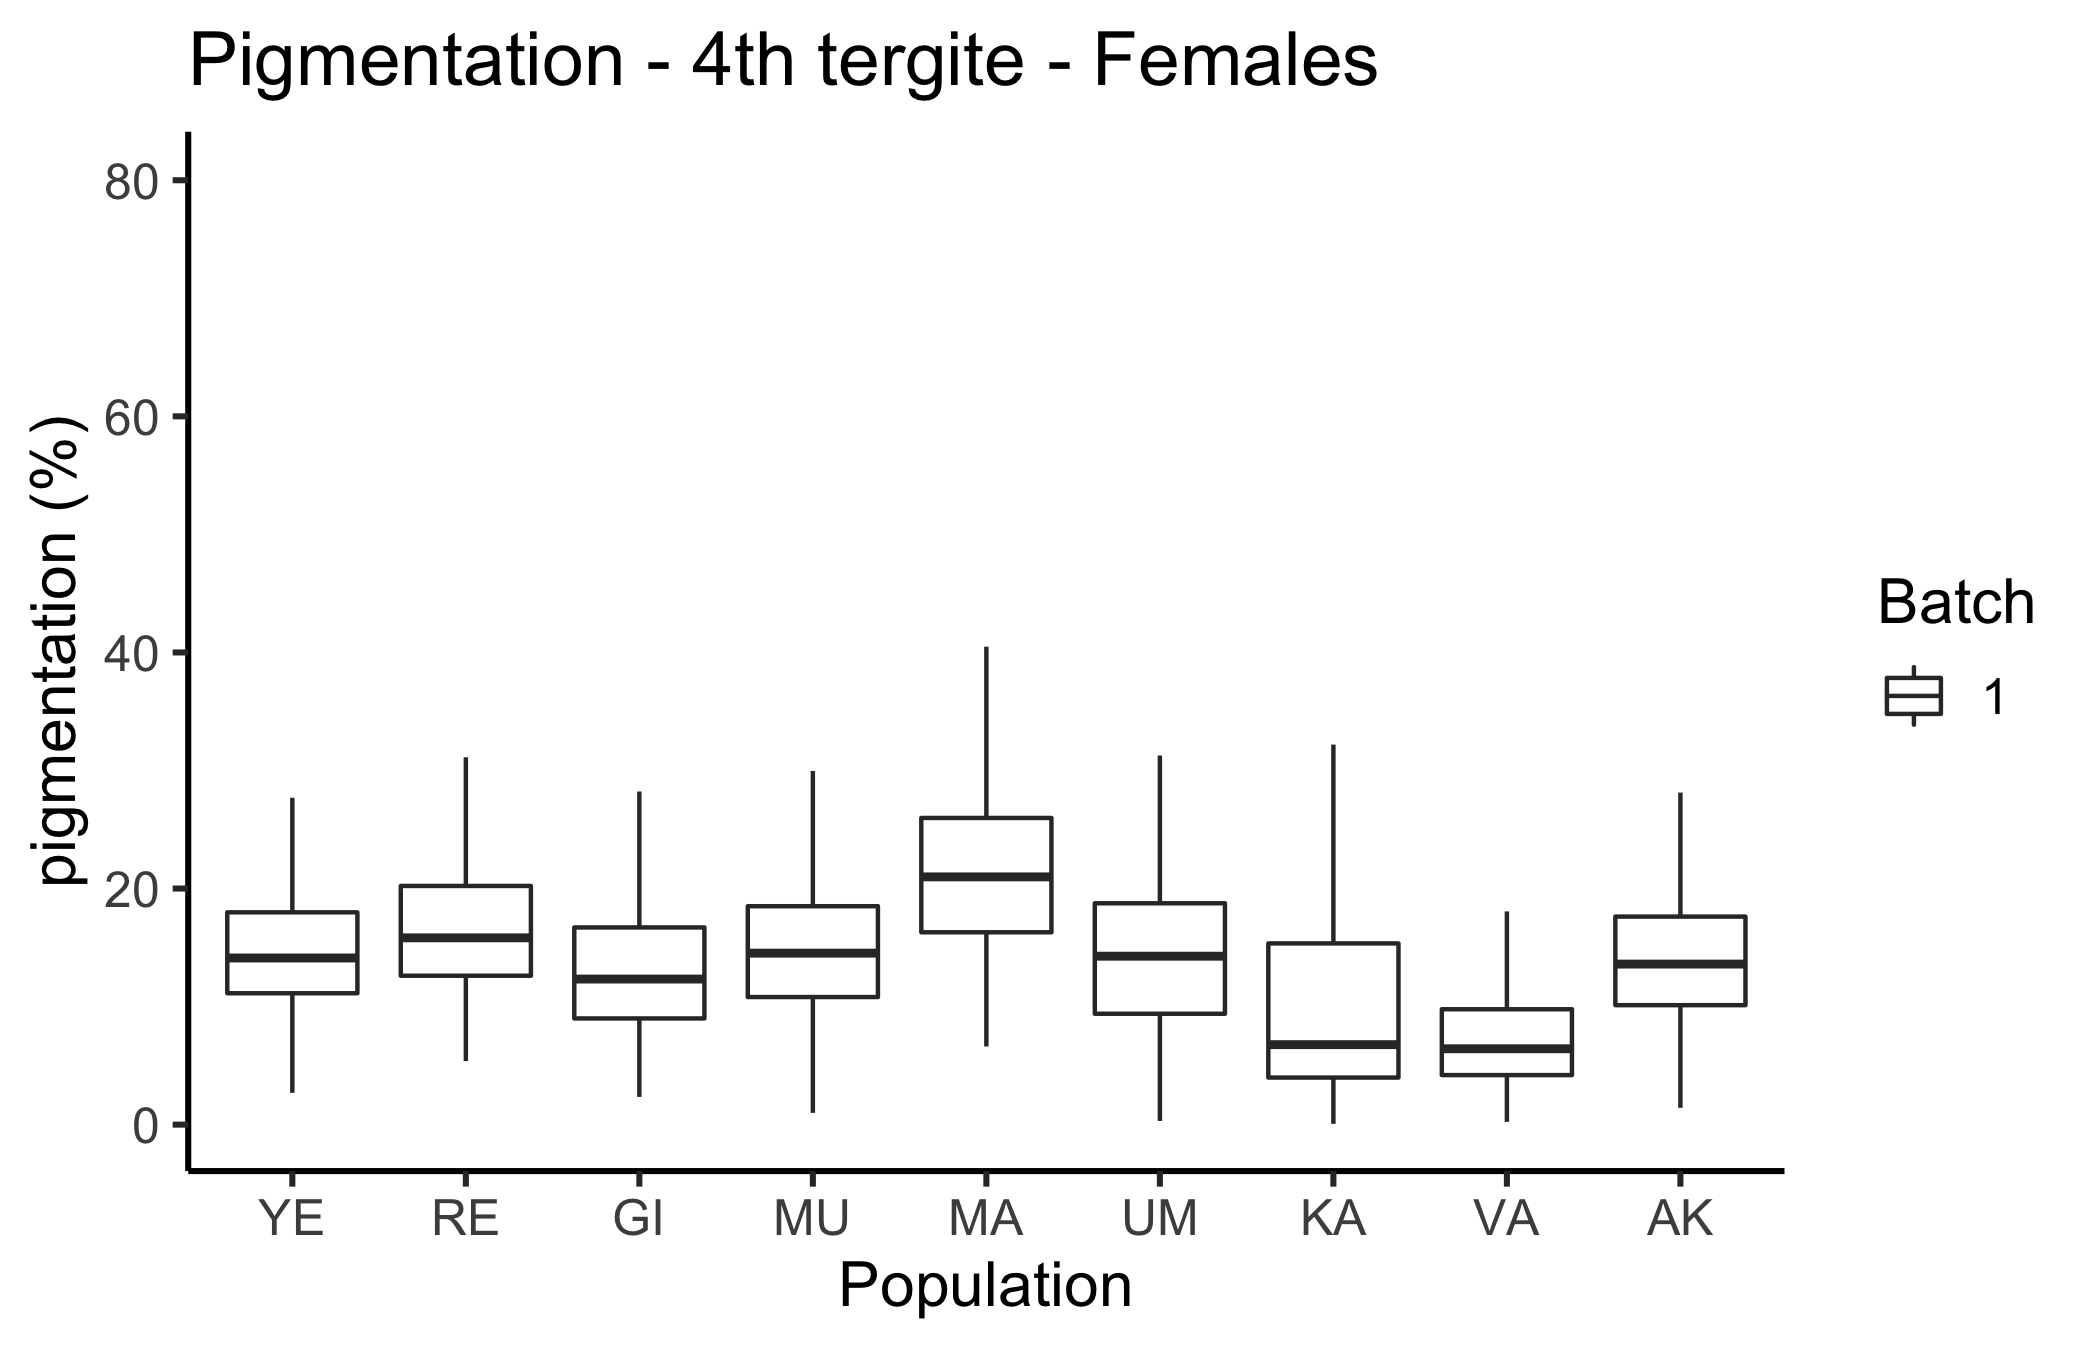 Pigmentation - 4th tergite - Females
pigmentation (%)
80
60
40
20
0
YE RE GI MU MA UM KA VA AK
Population
Batch
1